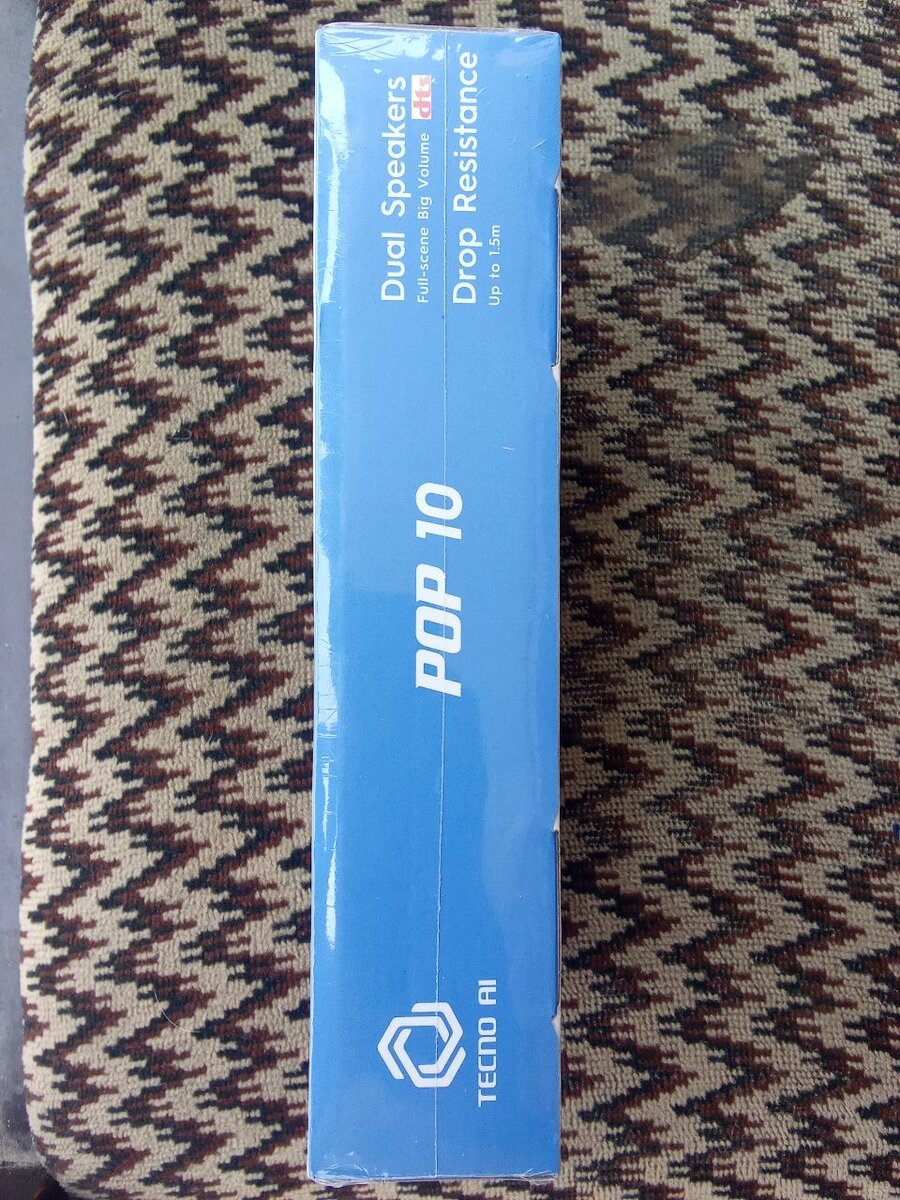 TECNO AI
POP 10
Dual Speakers
Full-scene Big Volume dts
Drop Resistance
Up to 1.5m